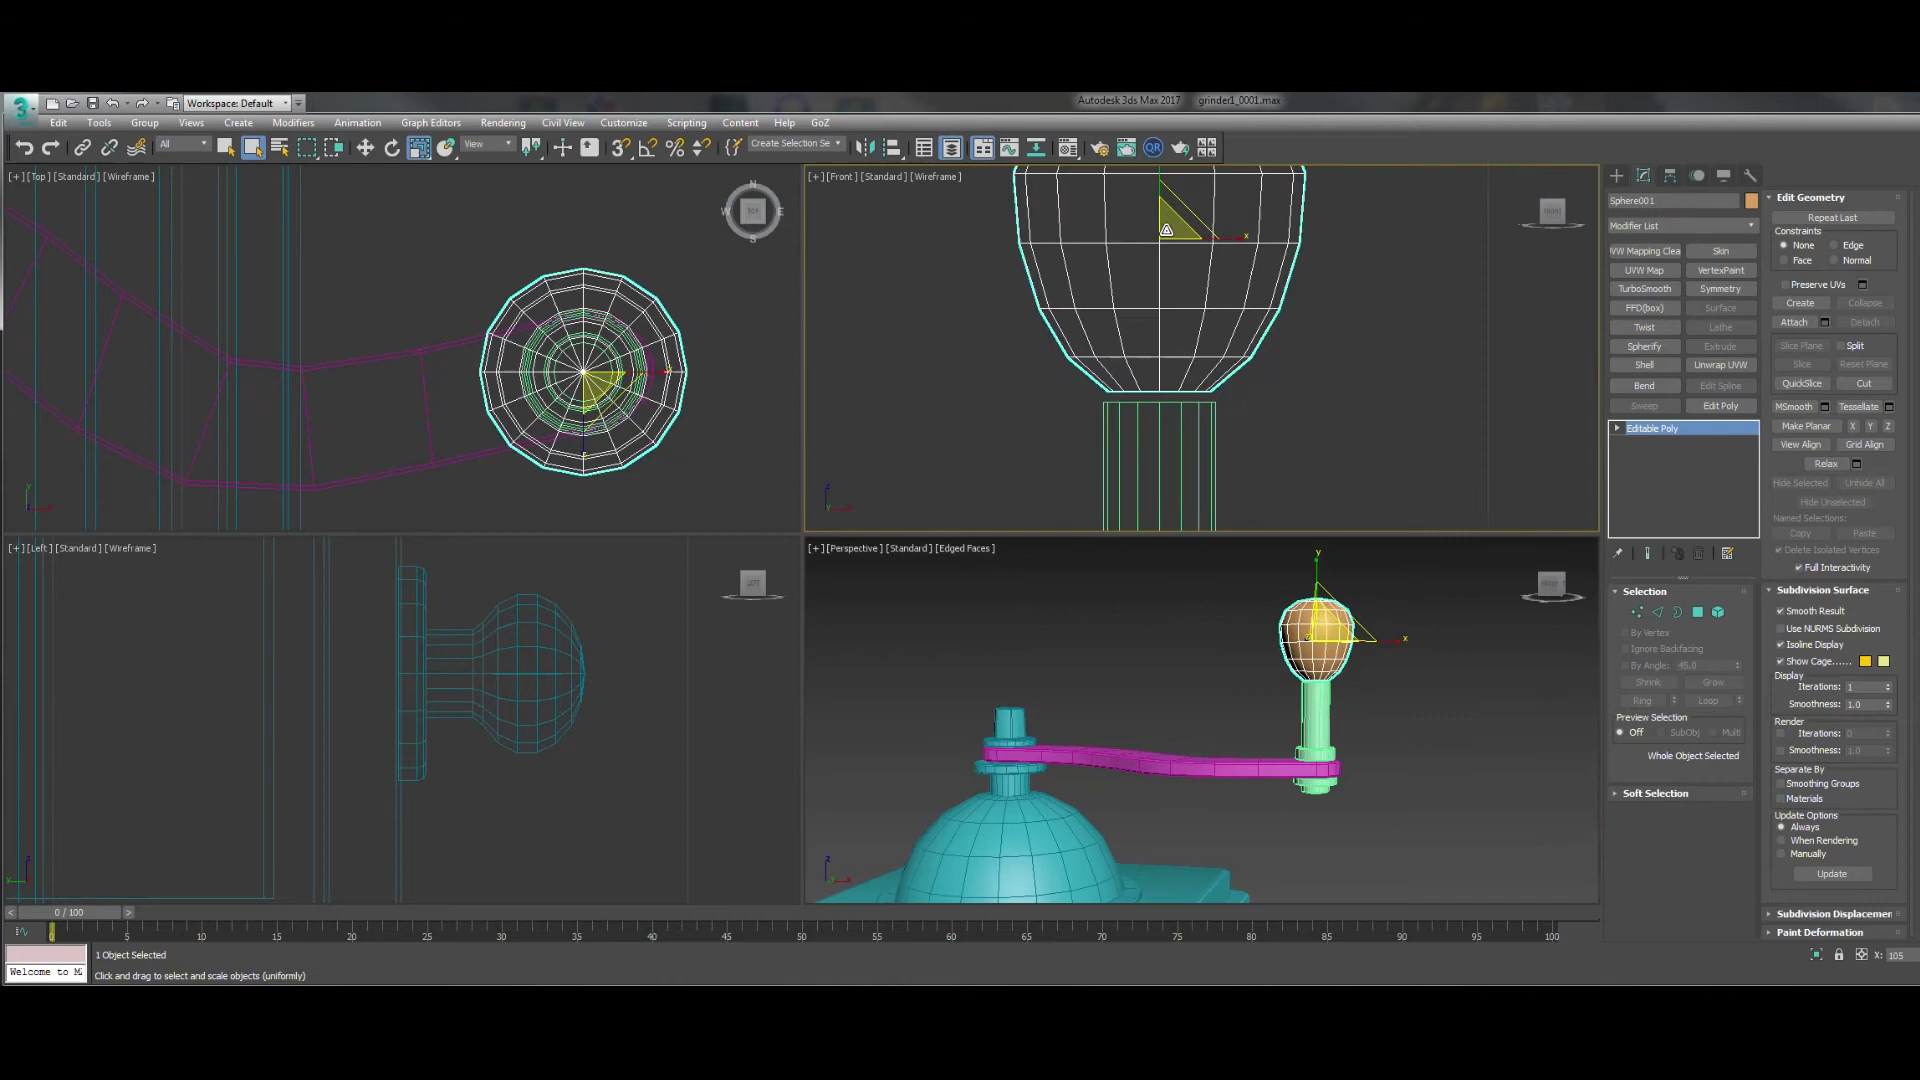 Workspace: Default
Autodesk 3ds Max 2017 grinder1_0001.max
Edit Tools Group Views Create Modifiers Animation Graph Editors Rendering Civil View Customize Scripting Content Help GoZ
All View Create Selection Se
[+] [Top] [Standard] [Wireframe]
N
W TOP E
S
[+] [Front] [Standard] [Wireframe]
FRONT
x
[+] [Left] [Standard] [Wireframe]
LEFT
[+] [Perspective] [Standard] [Edged Faces]
y
x
Sphere001
Modifier List
UVW Mapping Clea Skin
UVW Map VertexPaint
TurboSmooth Symmetry
FFD(box) Surface
Twist Lathe
Spherify Extrude
Shell Unwrap UVW
Bend Edit Spline
Sweep Edit Poly
Editable Poly
Selection
By Vertex
Ignore Backfacing
By Angle: 45.0
Shrink Grow
Ring Loop
Preview Selection
Off SubObj Multi
Whole Object Selected
Soft Selection
Edit Geometry
Repeat Last
Constraints
None Edge
Face Normal
Preserve UVs
Create Collapse
Attach Detach
Slice Plane Split
Slice Reset Plane
QuickSlice Cut
MSmooth Tessellate
Make Planar X Y Z
View Align Grid Align
Relax
Hide Selected Unhide All
Hide Unselected
Named Selections:
Copy Paste
Delete Isolated Vertices
Full Interactivity
Subdivision Surface
Smooth Result
Use NURMS Subdivision
Isoline Display
Show Cage......
Display
Iterations: 1
Smoothness: 1.0
Render
Iterations: 0
Smoothness: 1.0
Separate By
Smoothing Groups
Materials
Update Options
Always
When Rendering
Manually
Update
Subdivision Displacemen
Paint Deformation
< 0 / 100 >
0 5 10 15 20 25 30 35 40 45 50 55 60 65 70 75 80 85 90 95 100
1 Object Selected
Welcome to M
Click and drag to select and scale objects (uniformly)
X: 105